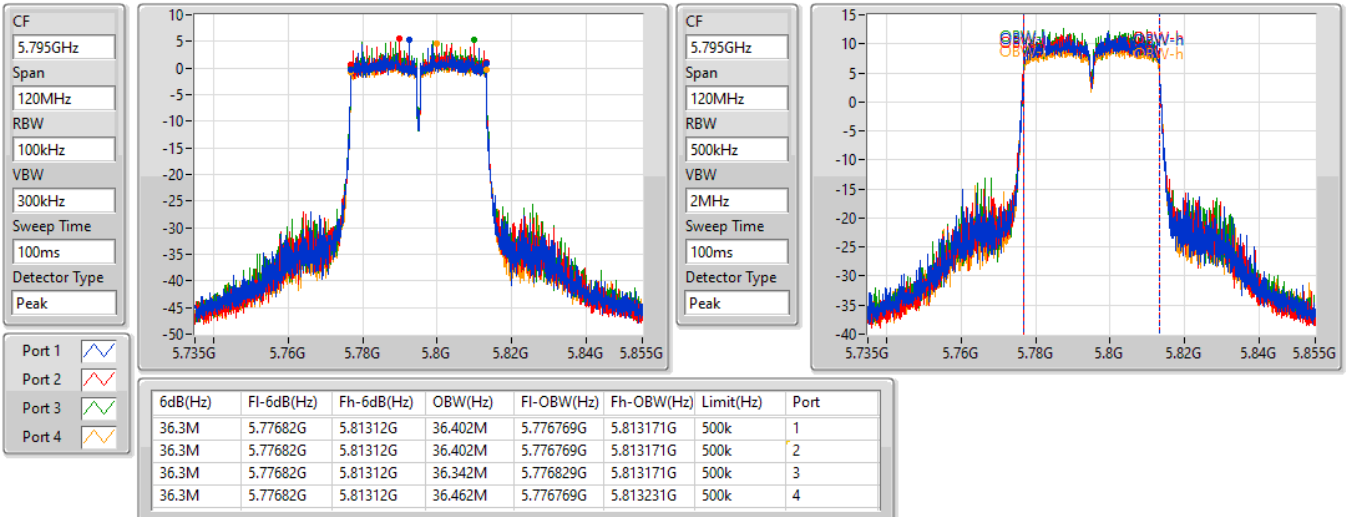 CF
5.795GHz
Span
120MHz
RBW
100kHz
VBW
300kHz
Sweep Time
100ms
Detector Type
Peak
10
5
0
-5
-10
-15
-20
-25
-30
-35
-40
-45
-50
5.735G 5.76G 5.78G 5.8G 5.82G 5.84G 5.855G
CF
5.795GHz
Span
120MHz
RBW
500kHz
VBW
2MHz
Sweep Time
100ms
Detector Type
Peak
15
10
5
0
-5
-10
-15
-20
-25
-30
-35
-40
OBW-h
OBW-h
5.735G 5.76G 5.78G 5.8G 5.82G 5.84G 5.855G
Port 1
Port 2
Port 3
Port 4
6dB(Hz) Fl-6dB(Hz) Fh-6dB(Hz) OBW(Hz) Fl-OBW(Hz) Fh-OBW(Hz) Limit(Hz) Port
36.3M 5.77682G 5.81312G 36.402M 5.776769G 5.813171G 500k 1
36.3M 5.77682G 5.81312G 36.402M 5.776769G 5.813171G 500k 2
36.3M 5.77682G 5.81312G 36.342M 5.776829G 5.813171G 500k 3
36.3M 5.77682G 5.81312G 36.462M 5.776769G 5.813231G 500k 4